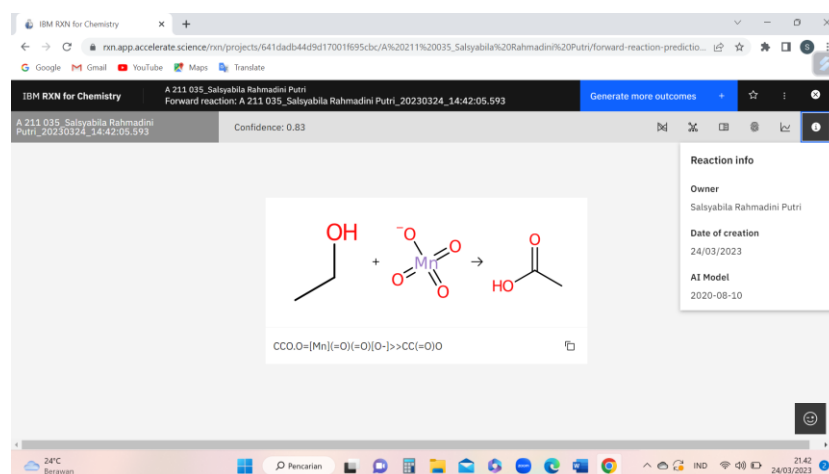 IBM RXN for Chemistry
rxn.app.accelerate.science/rxn/projects/641dadb44d9d17001f695cbc/A%20211%20035_Salsyabila%20Rahmadini%20Putri/forward-reaction-predictio...
Google Gmail YouTube Maps Translate
IBM RXN for Chemistry
A 211 035_Salsyabila Rahmadini Putri
Forward reaction: A 211 035_Salsyabila Rahmadini Putri_20230324_14:42:05.593
Generate more outcomes +
A 211 035_Salsyabila Rahmadini
Putri_20230324_14:42:05.593
Confidence: 0.83
Reaction info
Owner
Salsyabila Rahmadini Putri
Date of creation
24/03/2023
AI Model
2020-08-10
OH
+
-O
O
Mn
O
O
→
O
HO
CCO.O=[Mn](=O)(=O)[O-]>>CC(=O)O
24°C
Berawan
Pencarian
IND
21.42
24/03/2023